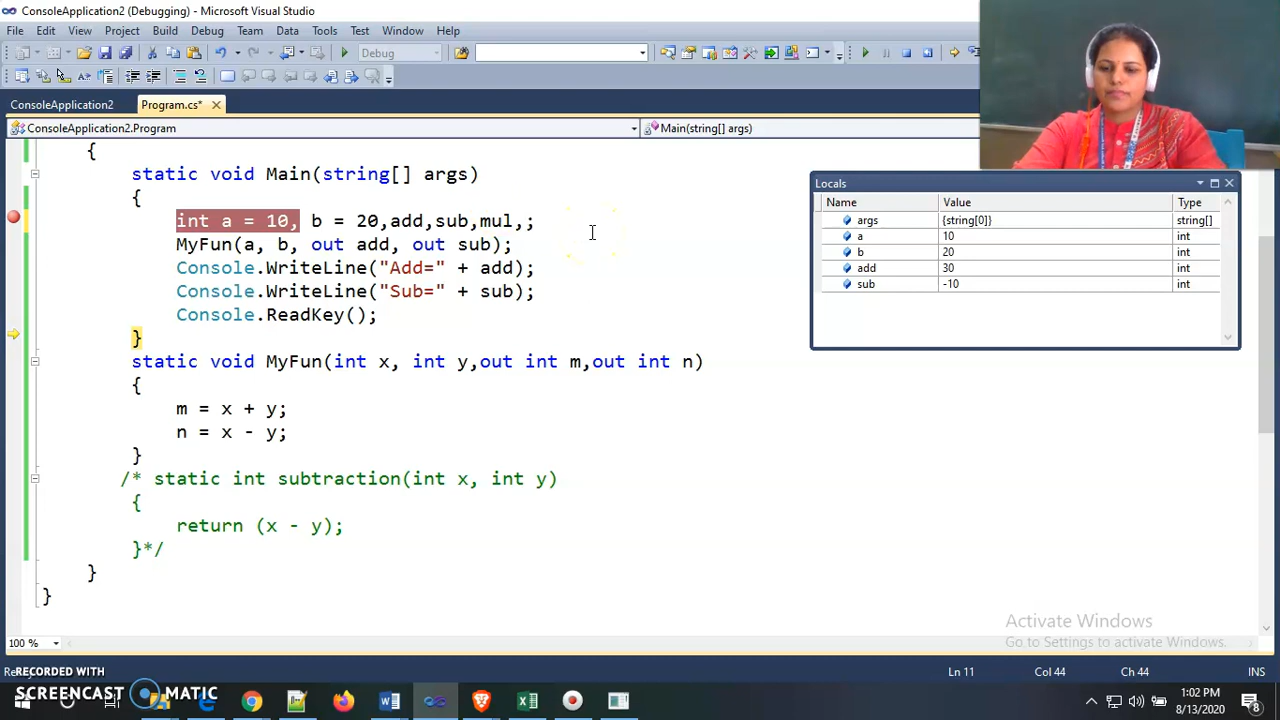 ConsoleApplication2 (Debugging) - Microsoft Visual Studio
File Edit View Project Build Debug Team Data Tools Test Window Help
Debug
ConsoleApplication2 Program.cs*
ConsoleApplication2.Program Main(string[] args)
{
static void Main(string[] args)
{
int a = 10, b = 20,add,sub,mul,;
MyFun(a, b, out add, out sub);
Console.WriteLine("Add=" + add);
Console.WriteLine("Sub=" + sub);
Console.ReadKey();
}
static void MyFun(int x, int y,out int m,out int n)
{
m = x + y;
n = x - y;
}
/* static int subtraction(int x, int y)
{
return (x - y);
}*/
}
}
Locals
Name Value Type
args {string[0]} string[]
a 10 int
b 20 int
add 30 int
sub -10 int
Activate Windows
Go to Settings to activate Windows.
100 %
Ln 11 Col 44 Ch 44 INS
RECORDED WITH
SCREENCAST MATIC
1:02 PM
8/13/2020
8